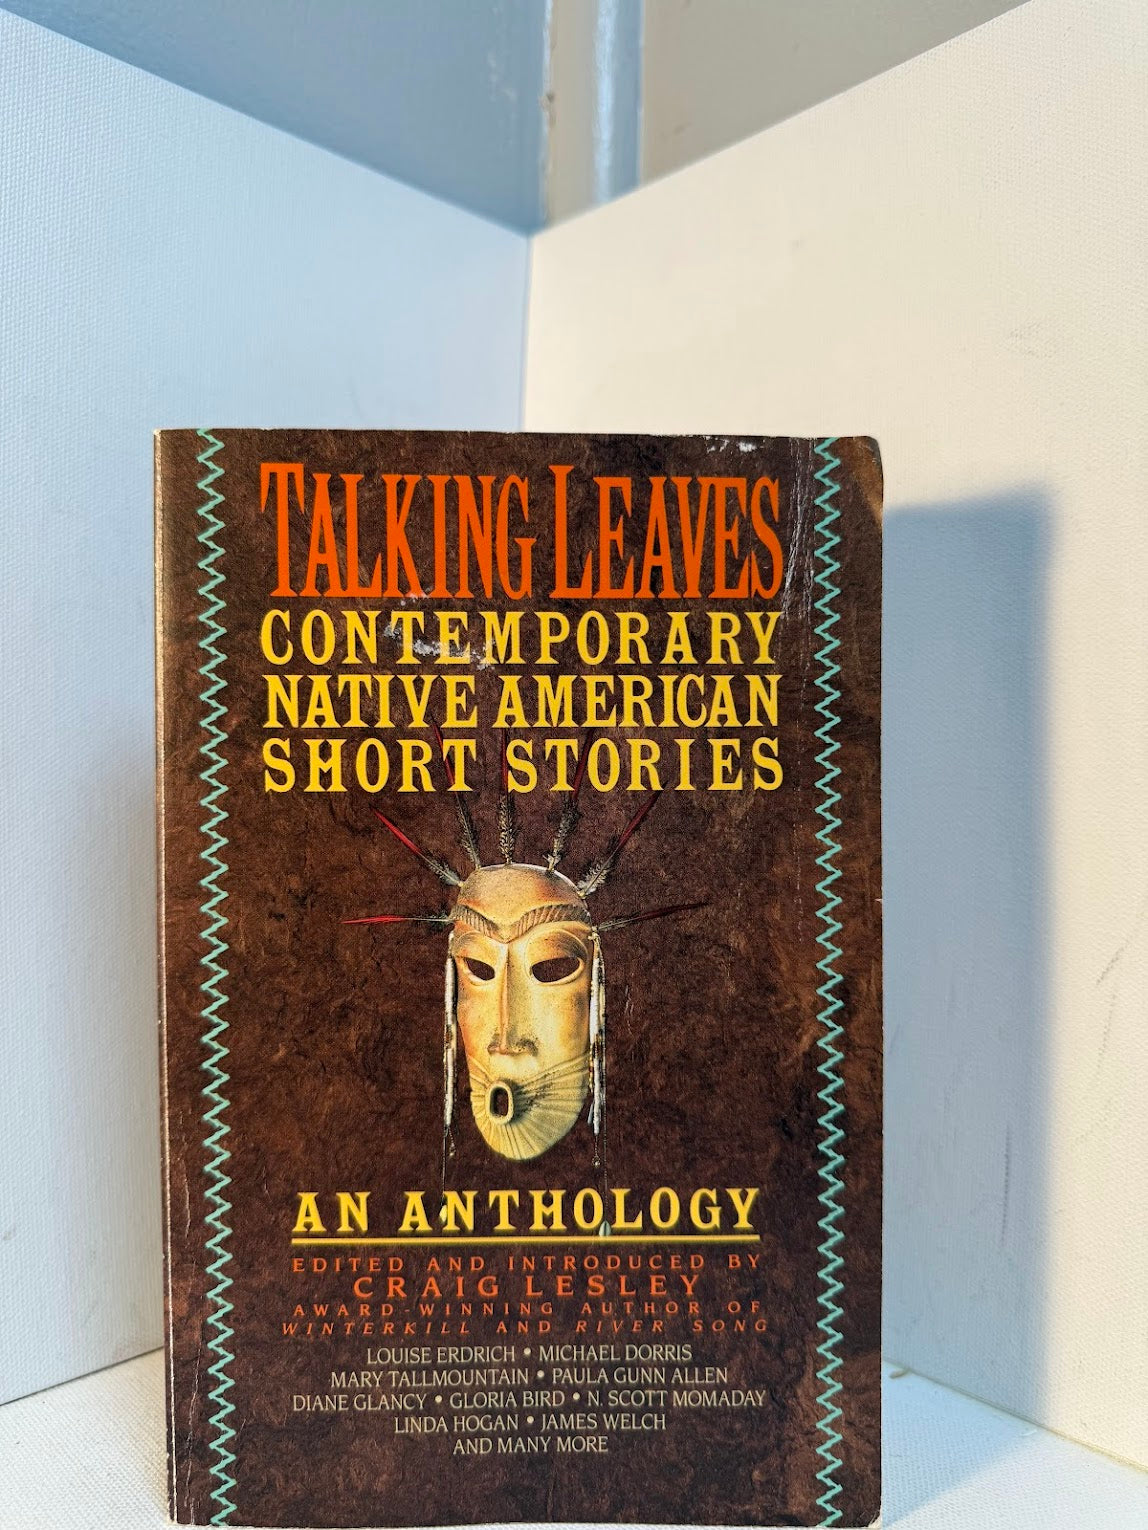 TALKING LEAVES
CONTEMPORARY
NATIVE AMERICAN
SHORT STORIES
AN ANTHOLOGY
EDITED AND INTRODUCED BY
CRAIG LESLEY
AWARD-WINNING AUTHOR OF
WINTERKILL AND RIVER SONG
LOUISE ERDRICH • MICHAEL DORRIS
MARY TALLMOUNTAIN • PAULA GUNN ALLEN
DIANE GLANCY • GLORIA BIRD • N. SCOTT MOMADAY
LINDA HOGAN • JAMES WELCH
AND MANY MORE